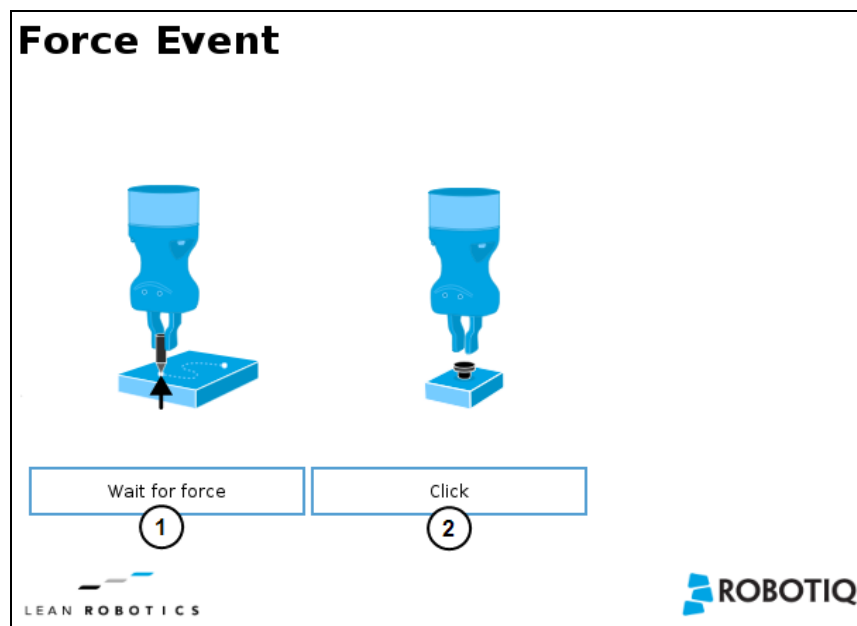 Force Event
Wait for force
Click
1
2
LEAN ROBOTICS
ROBOTIQ